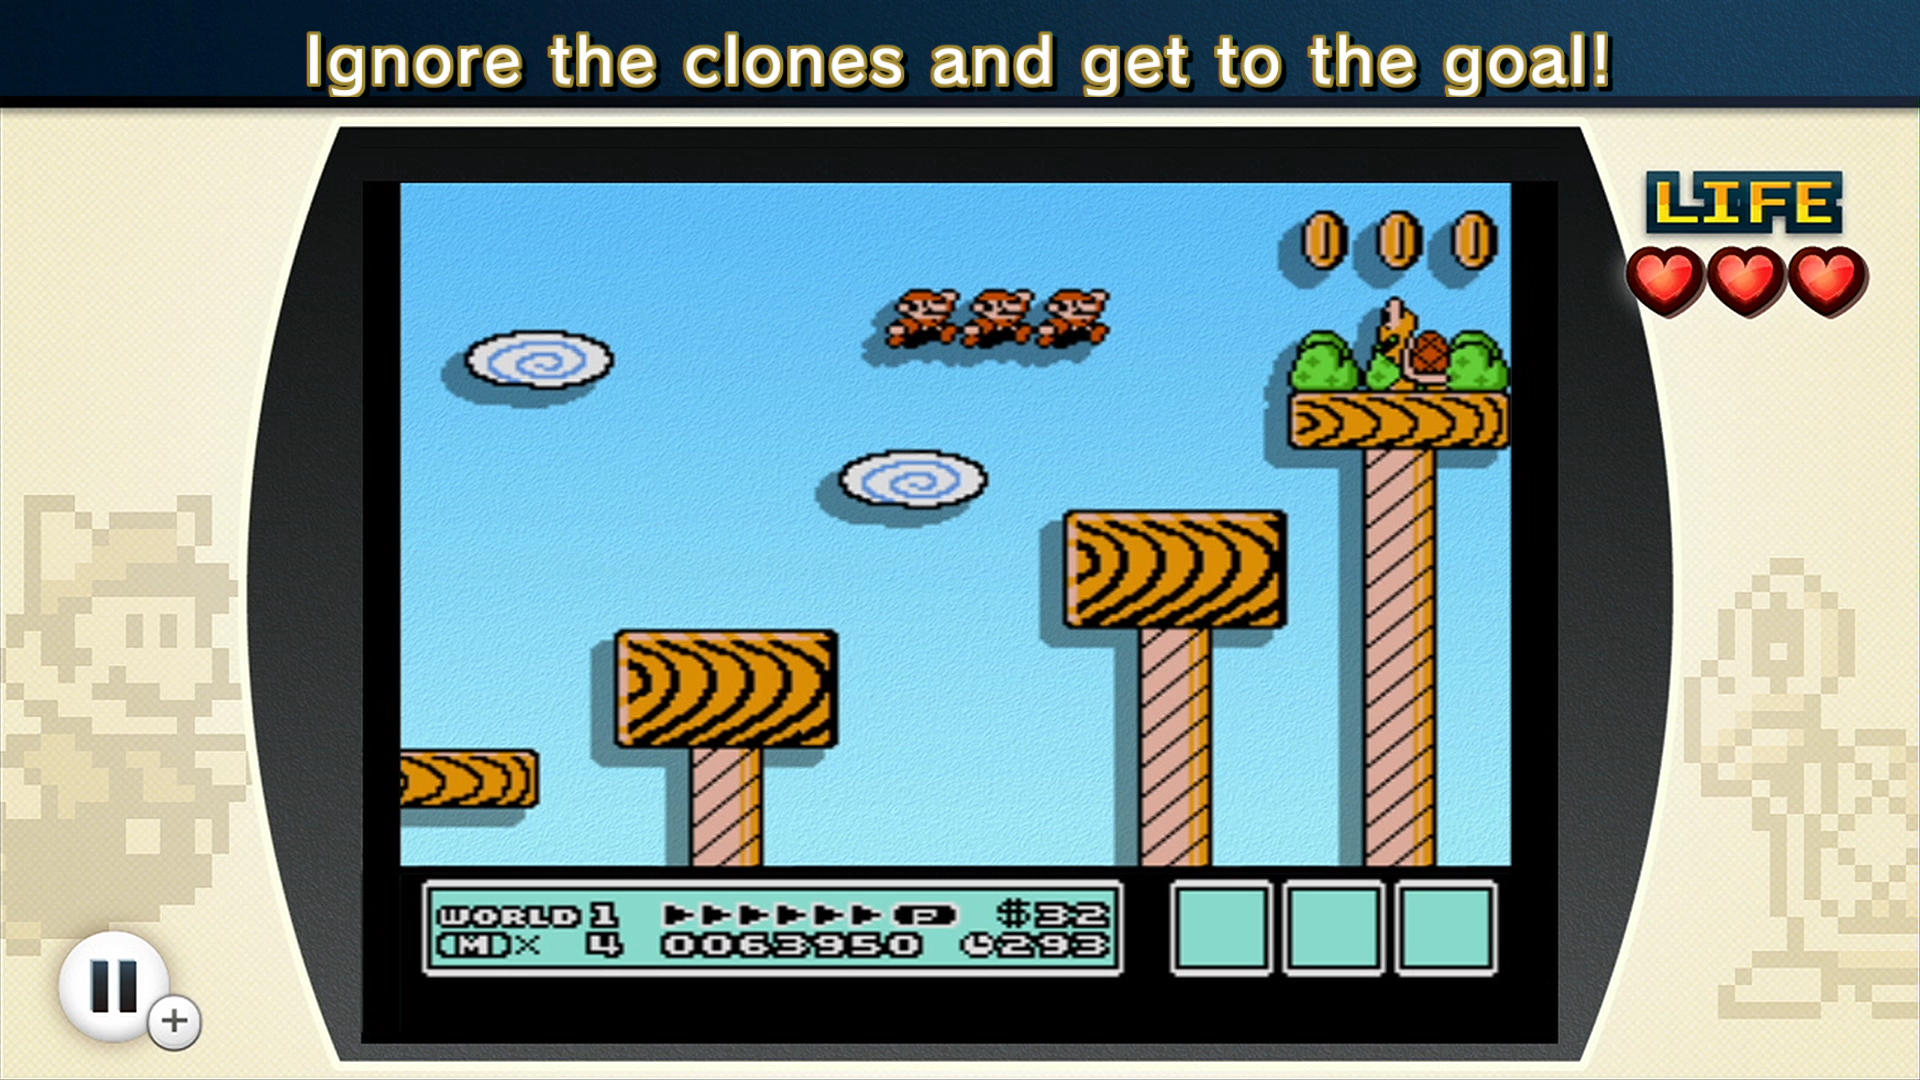 Ignore the clones and get to the goal!
LIFE
WORLD 1 P #32
M× 4 0063950 293